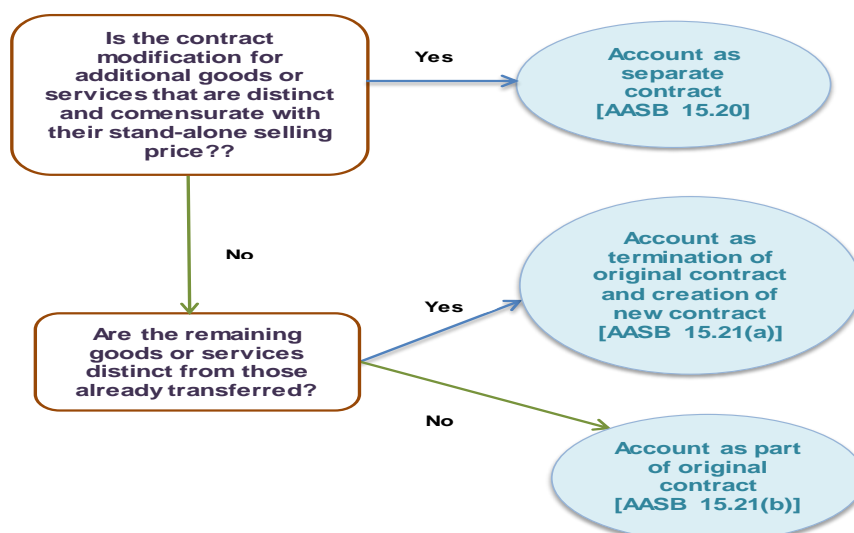 Is the contract
modification for
additional goods or
services that are distinct
and comensurate with
their stand-alone selling
price??
Yes
Account as
separate
contract
[AASB 15.20]
No
Are the remaining
goods or services
distinct from those
already transferred?
Yes
Account as
termination of
original contract
and creation of
new contract
[AASB 15.21(a)]
No
Account as part
of original
contract
[AASB 15.21(b)]